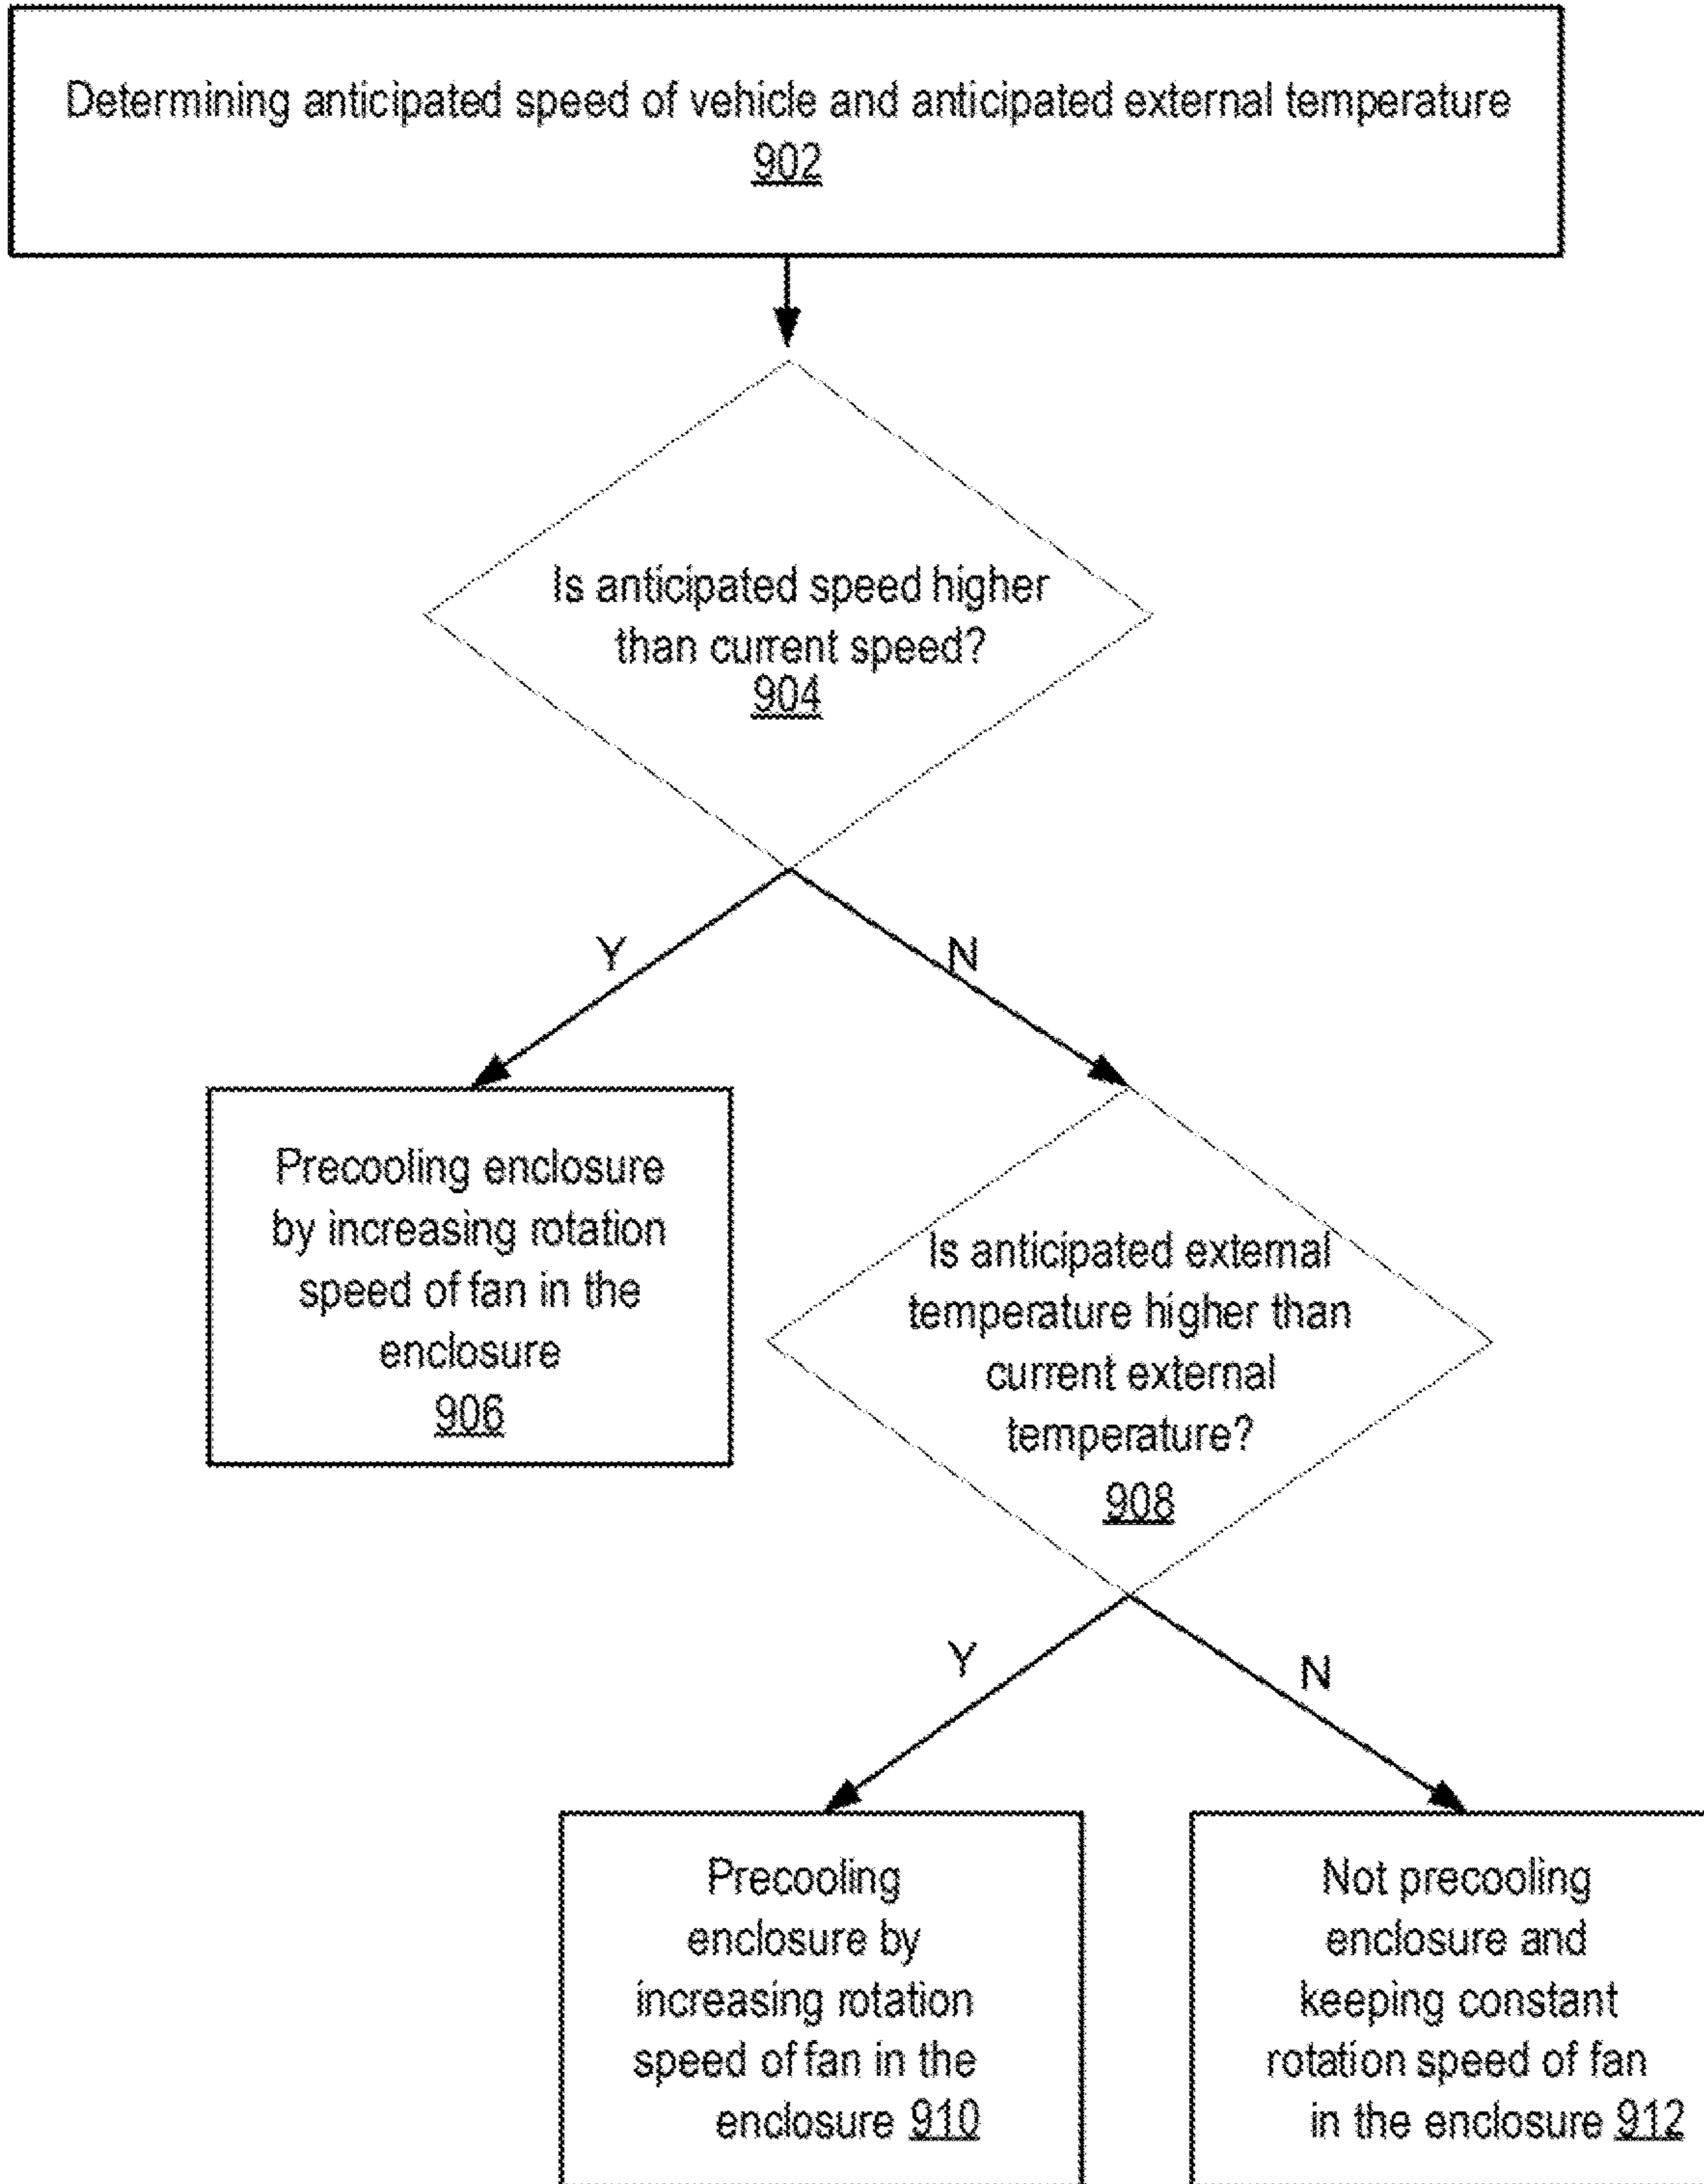 Determining anticipated speed of vehicle and anticipated external temperature
902
Is anticipated speed higher
than current speed?
904
Y
N
Precooling enclosure
by increasing rotation
speed of fan in the
enclosure
906
Is anticipated external
temperature higher than
current external
temperature?
908
Y
N
Precooling
enclosure by
increasing rotation
speed of fan in the
enclosure 910
Not precooling
enclosure and
keeping constant
rotation speed of fan
in the enclosure 912